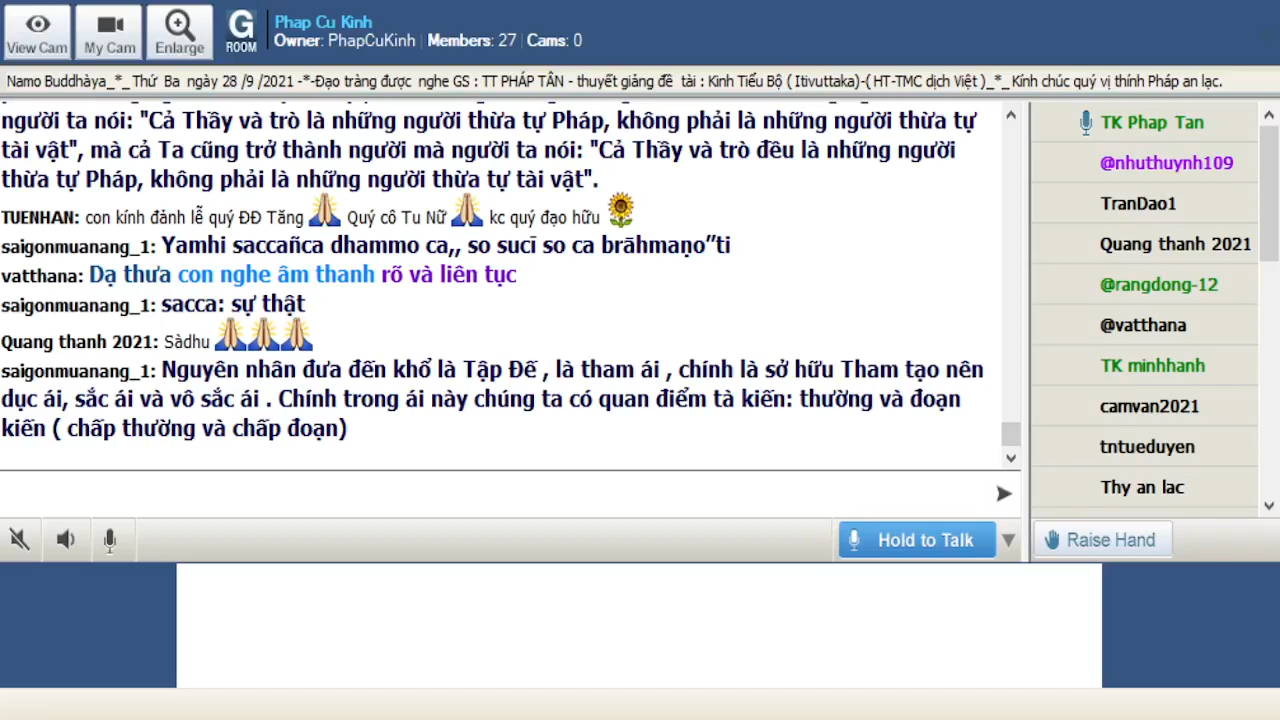 Phap Cu Kinh
View Cam My Cam Enlarge G ROOM Owner: PhapCuKinh Members: 27 Cams: 0
Namo Buddhàya_*_Thứ Ba ngày 28 /9 /2021 -*-Đạo tràng được nghe GS : TT PHÁP TÂN - thuyết giảng đề tài : Kinh Tiểu Bộ ( Itivuttaka)-( HT-TMC dịch Việt )_*_Kính chúc quý vị thính Pháp an lạc.
người ta nói: "Cả Thầy và trò là những người thừa tự Pháp, không phải là những người thừa tự
tài vật", mà cả Ta cũng trở thành người mà người ta nói: "Cả Thầy và trò đều là những người
thừa tự Pháp, không phải là những người thừa tự tài vật".
TUENHAN: con kính đảnh lễ quý ĐĐ Tăng Quý cô Tu Nữ kc quý đạo hữu
saigonmuanang_1: Yamhi saccañca dhammo ca,, so sucī so ca brāhmaṇo”ti
vatthana: Dạ thưa con nghe âm thanh rõ và liên tục
saigonmuanang_1: sacca: sự thật
Quang thanh 2021: Sàdhu
saigonmuanang_1: Nguyên nhân đưa đến khổ là Tập Đế , là tham ái , chính là sở hữu Tham tạo nên
dục ái, sắc ái và vô sắc ái . Chính trong ái này chúng ta có quan điểm tà kiến: thường và đoạn
kiến ( chấp thường và chấp đoạn)
TK Phap Tan
@nhuthuynh109
TranDao1
Quang thanh 2021
@rangdong-12
@vatthana
TK minhhanh
camvan2021
tntueduyen
Thy an lac
Hold to Talk Raise Hand